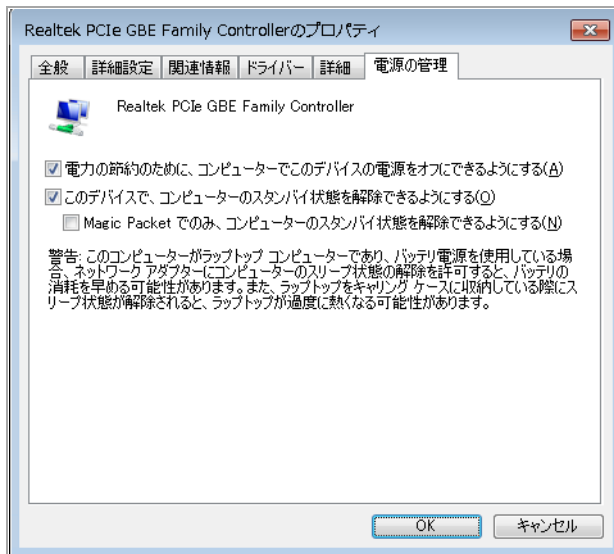 Realtek PCIe GBE Family Controllerのプロパティ
全般 詳細設定 関連情報 ドライバー 詳細 電源の管理
Realtek PCIe GBE Family Controller
電力の節約のために、コンピューターでこのデバイスの電源をオフにできるようにする(A)
このデバイスで、コンピューターのスタンバイ状態を解除できるようにする(O)
Magic Packet でのみ、コンピューターのスタンバイ状態を解除できるようにする(N)
警告: このコンピューターがラップトップ コンピューターであり、バッテリ電源を使用している場
合、ネットワーク アダプターにコンピューターのスリープ状態の解除を許可すると、バッテリの
消耗を早める可能性があります。また、ラップトップをキャリング ケースに収納している際にス
リープ状態が解除されると、ラップトップが過度に熱くなる可能性があります。
OK キャンセル